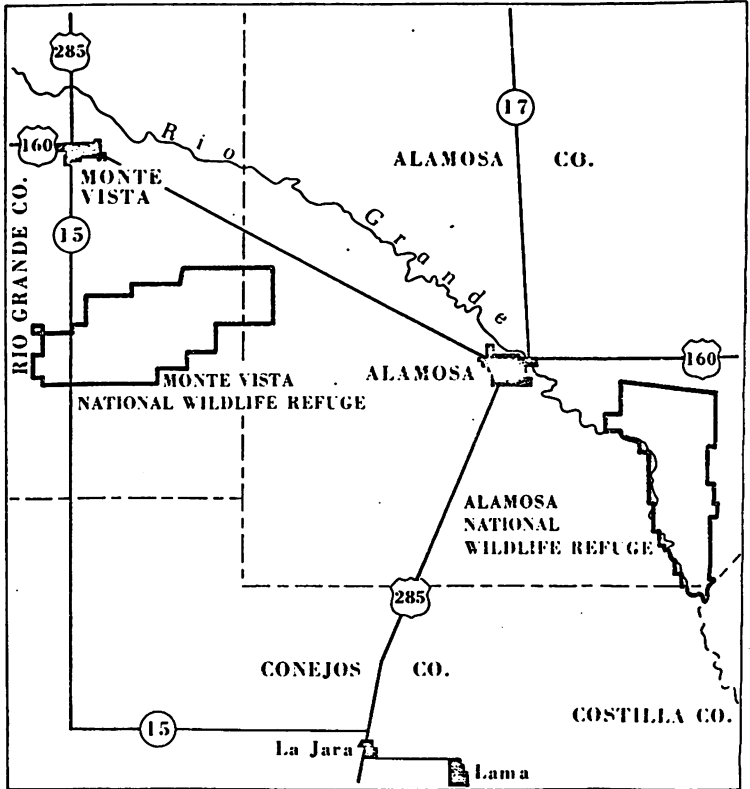 285
17
Rio
160
ALAMOSA CO.
MONTE
VISTA
Grande
15
RIO GRANDE CO.
160
ALAMOSA
MONTE VISTA
NATIONAL WILDLIFE REFUGE
ALAMOSA
NATIONAL
WILDLIFE REFUGE
285
CONEJOS CO.
COSTILLA CO.
15
La Jara
Lama